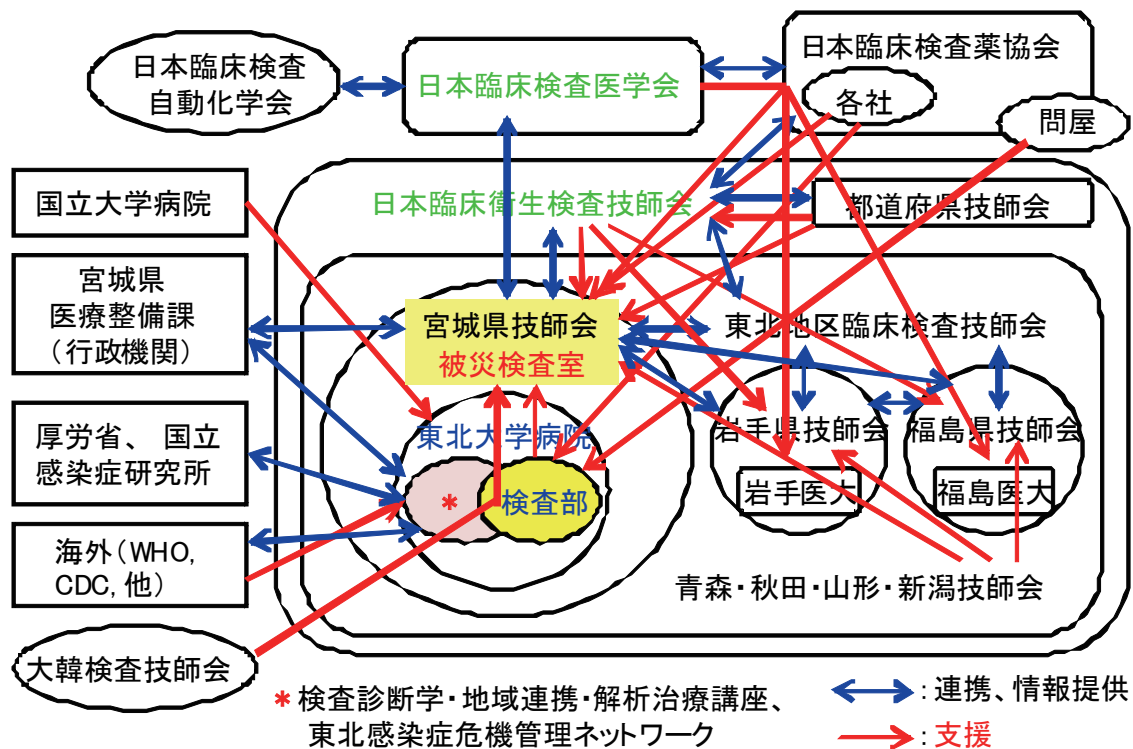 日本臨床検査
自動化学会
日本臨床検査医学会
日本臨床検査薬協会
各社
問屋
国立大学病院
日本臨床衛生検査技師会
都道府県技師会
宮城県
医療整備課
（行政機関）
宮城県技師会
被災検査室
東北地区臨床検査技師会
厚労省、国立
感染症研究所
東北大学病院
*
検査部
岩手県技師会
岩手医大
福島県技師会
福島医大
海外（WHO,
CDC, 他）
青森・秋田・山形・新潟技師会
大韓検査技師会
*検査診断学・地域連携・解析治療講座、
東北感染症危機管理ネットワーク
：連携、情報提供
：支援